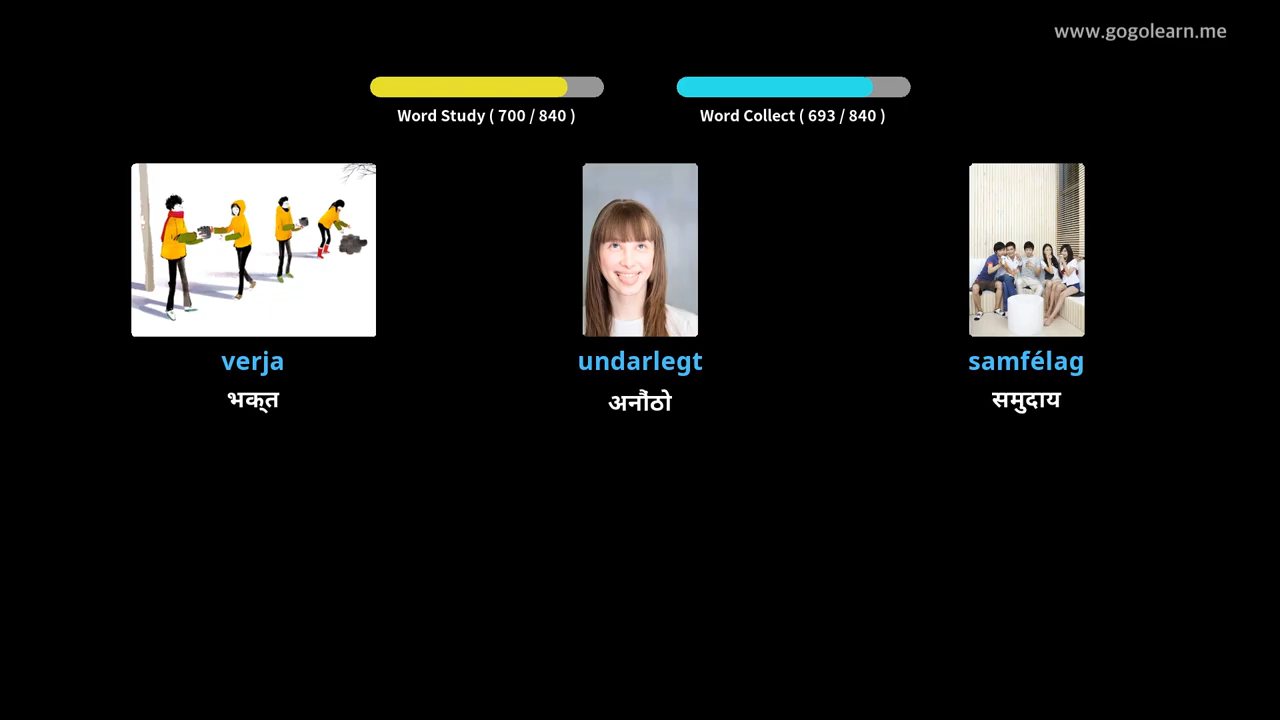 www.gogolearn.me
Word Study ( 700 / 840 )
Word Collect ( 693 / 840 )
verja
undarlegt
samfélag
भक्त
अनौंठो
समुदाय